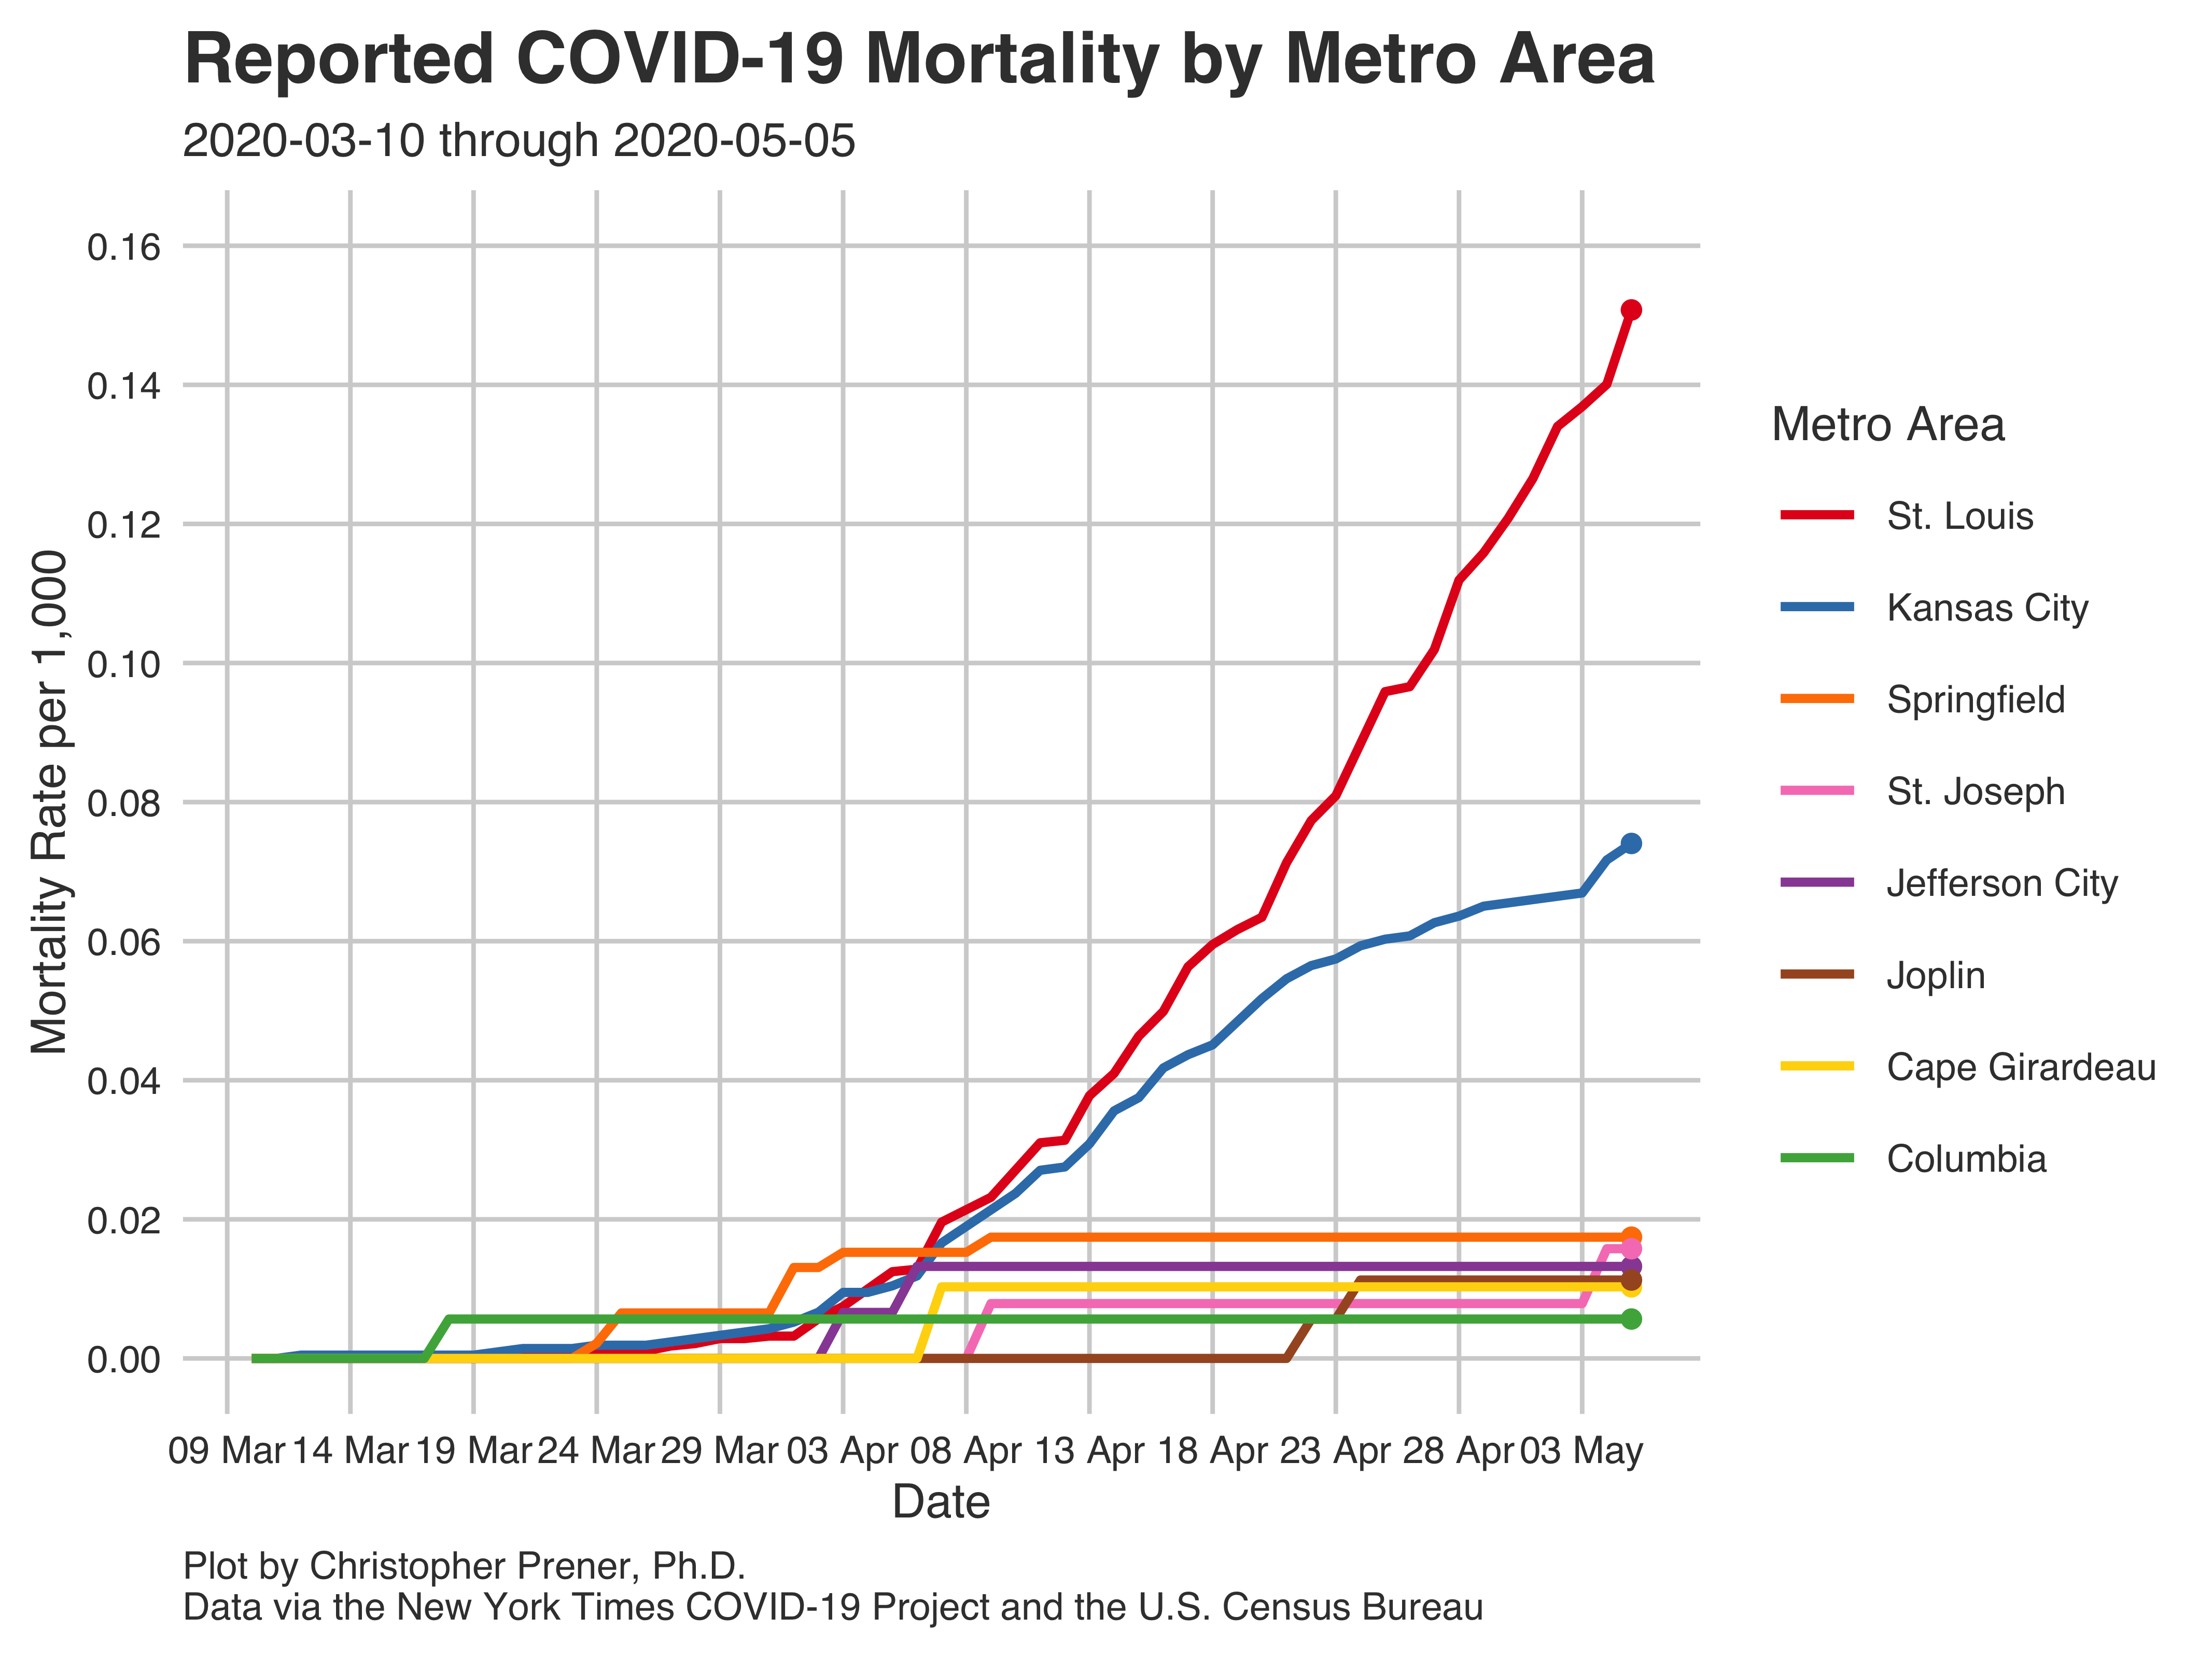 Reported COVID-19 Mortality by Metro Area
2020-03-10 through 2020-05-05
Mortality Rate per 1,000
0.16
0.14
0.12
0.10
0.08
0.06
0.04
0.02
0.00
09 Mar 14 Mar 19 Mar 24 Mar 29 Mar 03 Apr 08 Apr 13 Apr 18 Apr 23 Apr 28 Apr 03 May
Date
Metro Area
St. Louis
Kansas City
Springfield
St. Joseph
Jefferson City
Joplin
Cape Girardeau
Columbia
Plot by Christopher Prener, Ph.D.
Data via the New York Times COVID-19 Project and the U.S. Census Bureau